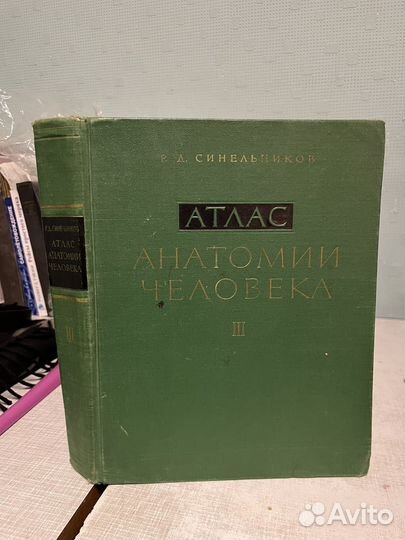 Р. Д. СИНЕЛЬНИКОВ
АТЛАС
АНАТОМИИ
ЧЕЛОВЕКА
III
Р.Д. СИНЕЛЬНИКОВ
АТЛАС
АНАТОМИИ
ЧЕЛОВЕКА
III
Avito